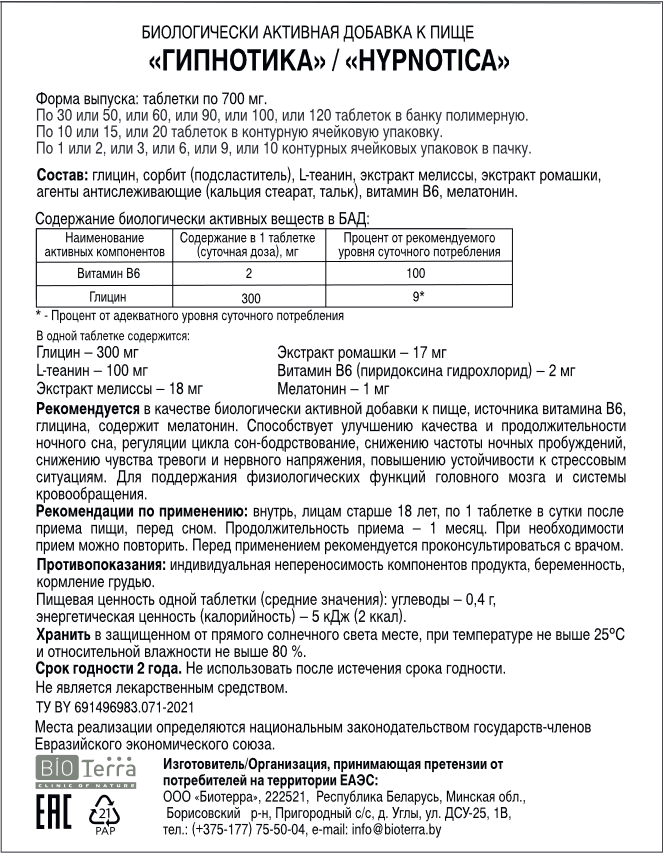 БИОЛОГИЧЕСКИ АКТИВНАЯ ДОБАВКА К ПИЩЕ
«ГИПНОТИКА» / «HYPNOTICA»
Форма выпуска: таблетки по 700 мг.
По 30 или 50, или 60, или 90, или 100, или 120 таблеток в банку полимерную.
По 10 или 15, или 20 таблеток в контурную ячейковую упаковку.
По 1 или 2, или 3, или 6, или 9, или 10 контурных ячейковых упаковок в пачку.
Состав: глицин, сорбит (подсластитель), L-теанин, экстракт мелиссы, экстракт ромашки,
агенты антислеживающие (кальция стеарат, тальк), витамин В6, мелатонин.
Содержание биологически активных веществ в БАД:
Наименование активных компонентов | Содержание в 1 таблетке (суточная доза), мг | Процент от рекомендуемого уровня суточного потребления
Витамин В6 | 2 | 100
Глицин | 300 | 9*
* - Процент от адекватного уровня суточного потребления
В одной таблетке содержится:
Глицин – 300 мг Экстракт ромашки – 17 мг
L-теанин – 100 мг Витамин В6 (пиридоксина гидрохлорид) – 2 мг
Экстракт мелиссы – 18 мг Мелатонин – 1 мг
Рекомендуется в качестве биологически активной добавки к пище, источника витамина В6,
глицина, содержит мелатонин. Способствует улучшению качества и продолжительности
ночного сна, регуляции цикла сон-бодрствование, снижению частоты ночных пробуждений,
снижению чувства тревоги и нервного напряжения, повышению устойчивости к стрессовым
ситуациям. Для поддержания физиологических функций головного мозга и системы
кровообращения.
Рекомендации по применению: внутрь, лицам старше 18 лет, по 1 таблетке в сутки после
приема пищи, перед сном. Продолжительность приема – 1 месяц. При необходимости
прием можно повторить. Перед применением рекомендуется проконсультироваться с врачом.
Противопоказания: индивидуальная непереносимость компонентов продукта, беременность,
кормление грудью.
Пищевая ценность одной таблетки (средние значения): углеводы – 0,4 г,
энергетическая ценность (калорийность) – 5 кДж (2 ккал).
Хранить в защищенном от прямого солнечного света месте, при температуре не выше 25°С
и относительной влажности не выше 80 %.
Срок годности 2 года. Не использовать после истечения срока годности.
Не является лекарственным средством.
ТУ BY 691496983.071-2021
Места реализации определяются национальным законодательством государств-членов
Евразийского экономического союза.
BIO Terra
CLINIC OF NATURE
EAC
21
PAP
Изготовитель/Организация, принимающая претензии от
потребителей на территории ЕАЭС:
ООО «Биотерра», 222521, Республика Беларусь, Минская обл.,
Борисовский р-н, Пригородный с/с, д. Углы, ул. ДСУ-25, 1В,
тел.: (+375-177) 75-50-04, e-mail: info@bioterra.by